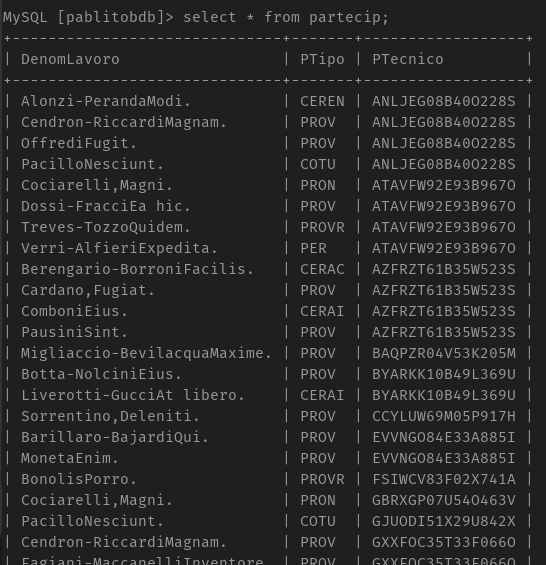 MySQL [pablitobdb]> select * from partecip;
+------------------------------+-------+------------------+
| DenomLavoro                  | PTipo | PTecnico         |
+------------------------------+-------+------------------+
| Alonzi-PerandaModi.          | CEREN | ANLJEG08B40O228S |
| Cendron-RiccardiMagnam.      | PROV  | ANLJEG08B40O228S |
| OffrediFugit.                | PROV  | ANLJEG08B40O228S |
| PacilloNesciunt.             | COTU  | ANLJEG08B40O228S |
| Cociarelli,Magni.            | PRON  | ATAVFW92E93B967O |
| Dossi-FracciEa hic.          | PROV  | ATAVFW92E93B967O |
| Treves-TozzoQuidem.          | PROVR | ATAVFW92E93B967O |
| Verri-AlfieriExpedita.       | PER   | ATAVFW92E93B967O |
| Berengario-BorroniFacilis.   | CERAC | AZFRZT61B35W523S |
| Cardano,Fugiat.              | PROV  | AZFRZT61B35W523S |
| ComboniEius.                 | CERAI | AZFRZT61B35W523S |
| PausiniSint.                 | PROV  | AZFRZT61B35W523S |
| Migliaccio-BevilacquaMaxime. | PROV  | BAQPZR04V53K205M |
| Botta-NolciniEius.           | PROV  | BYARKK10B49L369U |
| Liverotti-GucciAt libero.    | CERAI | BYARKK10B49L369U |
| Sorrentino,Deleniti.         | PROV  | CCYLUW69M05P917H |
| Barillaro-BajardiQui.        | PROV  | EVVNGO84E33A885I |
| MonetaEnim.                  | PROV  | EVVNGO84E33A885I |
| BonolisPorro.                | PROVR | FSIWCV83F02X741A |
| Cociarelli,Magni.            | PRON  | GBRXGP07U54O463V |
| PacilloNesciunt.             | COTU  | GJUODI51X29U842X |
| Cendron-RiccardiMagnam.      | PROV  | GXXFOC35T33F066O |
| Fagiani-MaccanelliInventore. | PROV  | GXXFOC35T33F066O |